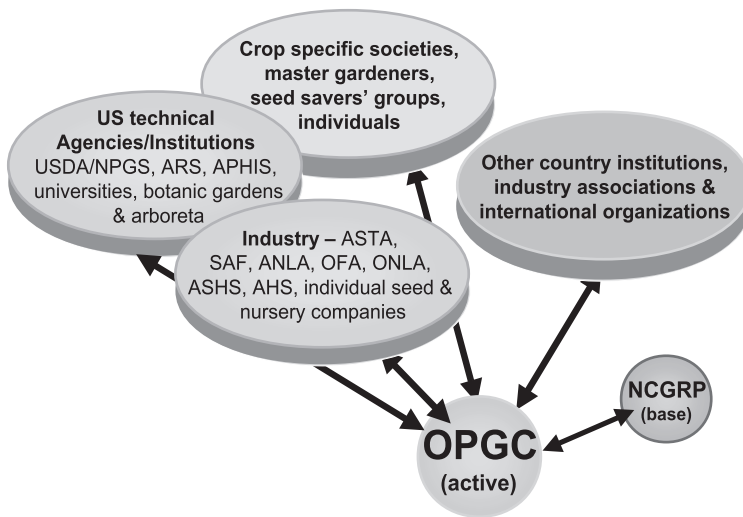 Crop specific societies,
master gardeners,
seed savers' groups,
individuals
US technical
Agencies/Institutions
USDA/NPGS, ARS, APHIS,
universities, botanic gardens
& arboreta
Other country institutions,
industry associations &
international organizations
Industry – ASTA,
SAF, ANLA, OFA, ONLA,
ASHS, AHS, individual seed &
nursery companies
NCGRP
(base)
OPGC
(active)